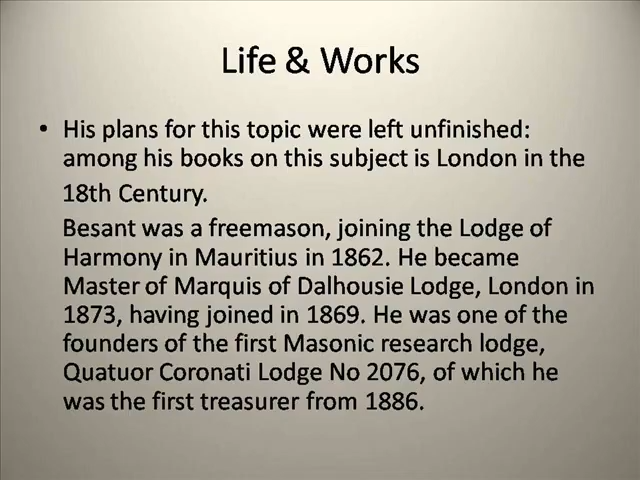 Life & Works
• His plans for this topic were left unfinished:
among his books on this subject is London in the
18th Century.
Besant was a freemason, joining the Lodge of
Harmony in Mauritius in 1862. He became
Master of Marquis of Dalhousie Lodge, London in
1873, having joined in 1869. He was one of the
founders of the first Masonic research lodge,
Quatuor Coronati Lodge No 2076, of which he
was the first treasurer from 1886.